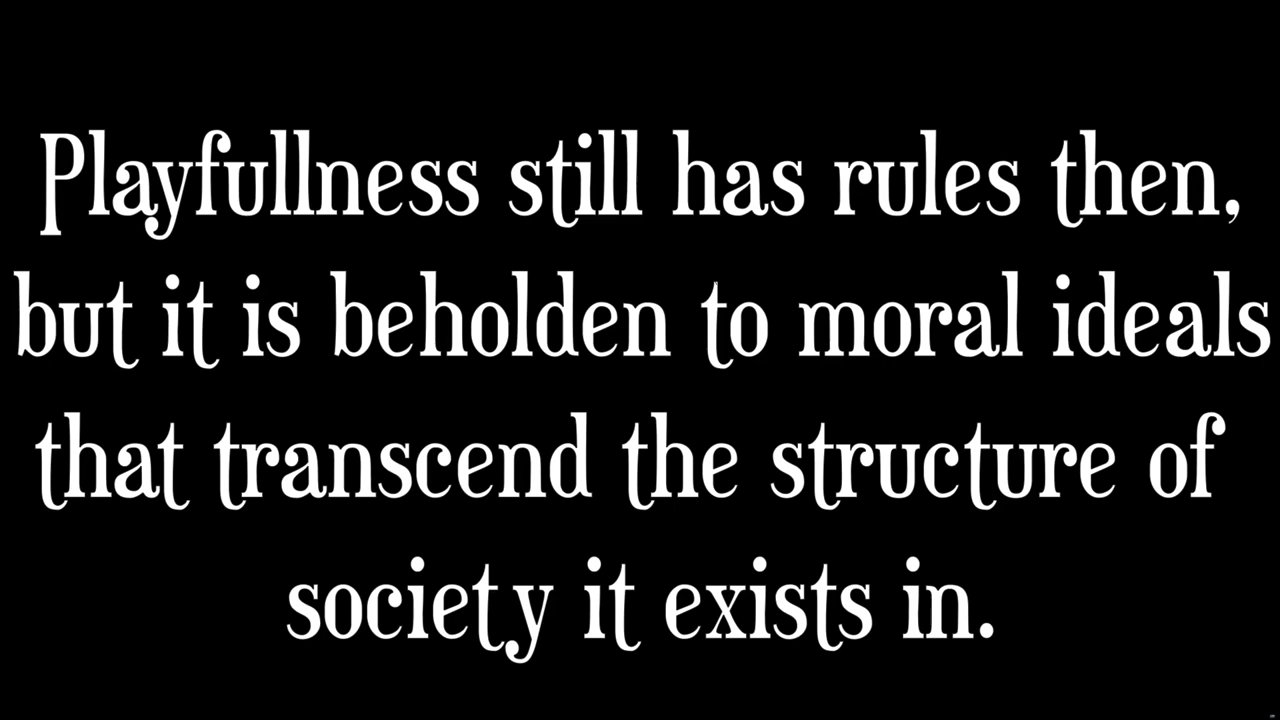 Playfullness still has rules then,
but it is beholden to moral ideals
that transcend the structure of
society it exists in.